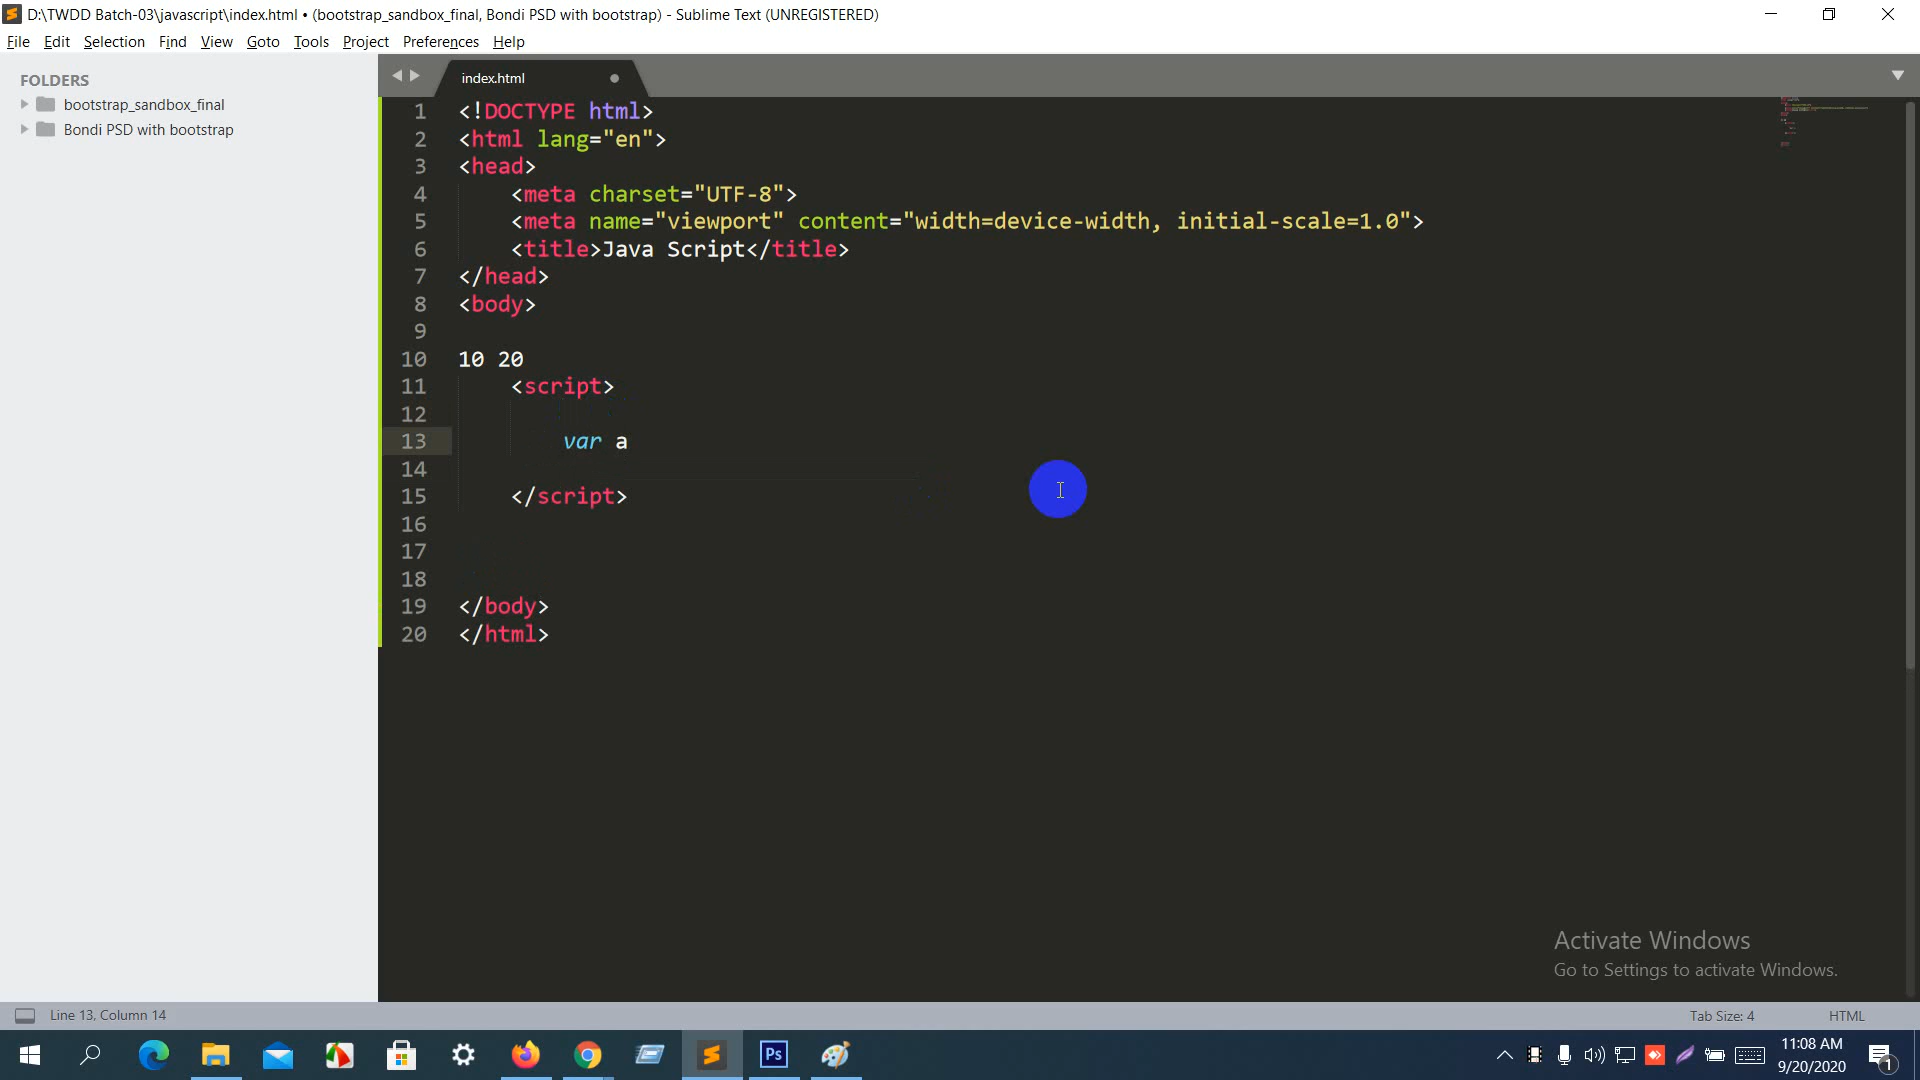 D:\TWDD Batch-03\javascript\index.html • (bootstrap_sandbox_final, Bondi PSD with bootstrap) - Sublime Text (UNREGISTERED)
File Edit Selection Find View Goto Tools Project Preferences Help
FOLDERS
bootstrap_sandbox_final
Bondi PSD with bootstrap
index.html
1 <!DOCTYPE html>
2 <html lang="en">
3 <head>
4 <meta charset="UTF-8">
5 <meta name="viewport" content="width=device-width, initial-scale=1.0">
6 <title>Java Script</title>
7 </head>
8 <body>
9
10 10 20
11 <script>
12
13 var a
14
15 </script>
16
17
18
19 </body>
20 </html>
Activate Windows
Go to Settings to activate Windows.
Line 13, Column 14
Tab Size: 4
HTML
Ps
11:08 AM
9/20/2020
1